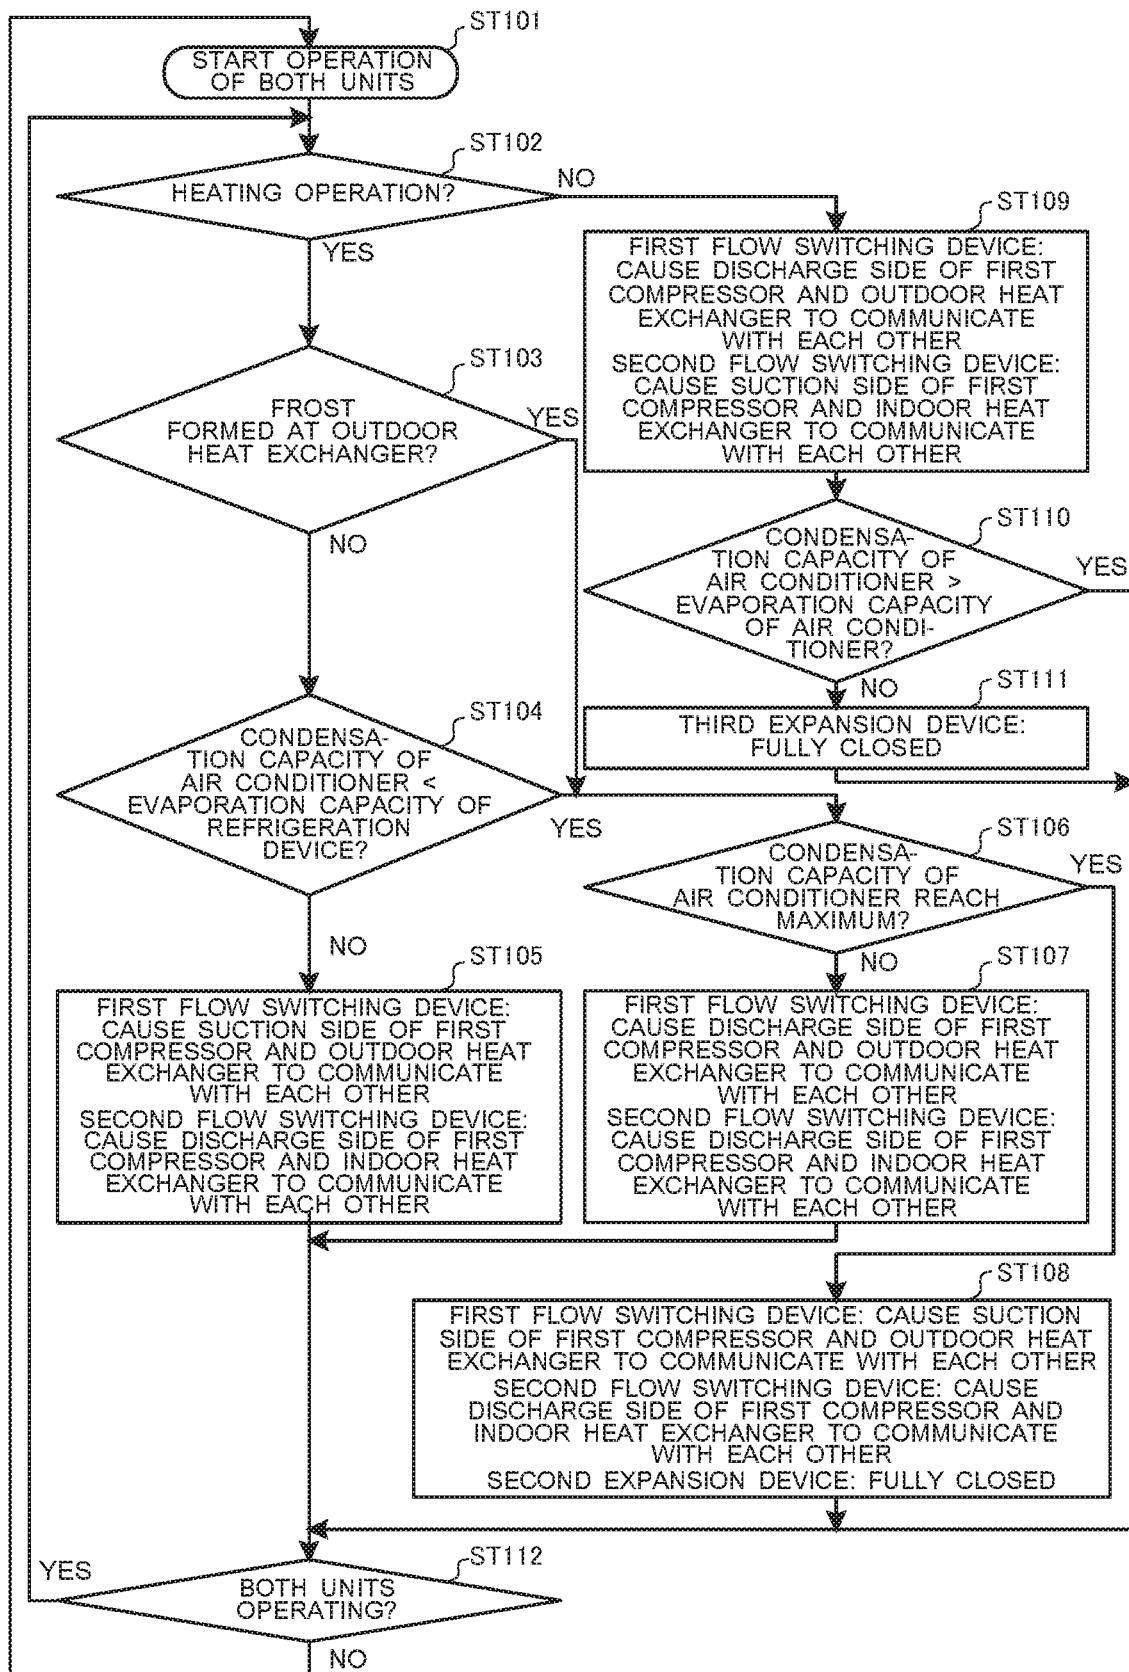 ST101
START OPERATION
OF BOTH UNITS
ST102
HEATING OPERATION?
NO
YES
ST109
FIRST FLOW SWITCHING DEVICE:
CAUSE DISCHARGE SIDE OF FIRST
COMPRESSOR AND OUTDOOR HEAT
EXCHANGER TO COMMUNICATE
WITH EACH OTHER
SECOND FLOW SWITCHING DEVICE:
CAUSE SUCTION SIDE OF FIRST
COMPRESSOR AND INDOOR HEAT
EXCHANGER TO COMMUNICATE
WITH EACH OTHER
ST103
FROST
FORMED AT OUTDOOR
HEAT EXCHANGER?
YES
NO
ST110
CONDENSA-
TION CAPACITY OF
AIR CONDITIONER >
EVAPORATION CAPACITY
OF AIR CONDI-
TIONER?
YES
NO
ST111
THIRD EXPANSION DEVICE:
FULLY CLOSED
ST104
CONDENSA-
TION CAPACITY OF
AIR CONDITIONER <
EVAPORATION CAPACITY OF
REFRIGERATION
DEVICE?
YES
NO
ST106
CONDENSA-
TION CAPACITY OF
AIR CONDITIONER REACH
MAXIMUM?
YES
NO
ST105
FIRST FLOW SWITCHING DEVICE:
CAUSE SUCTION SIDE OF FIRST
COMPRESSOR AND OUTDOOR HEAT
EXCHANGER TO COMMUNICATE
WITH EACH OTHER
SECOND FLOW SWITCHING DEVICE:
CAUSE DISCHARGE SIDE OF FIRST
COMPRESSOR AND INDOOR HEAT
EXCHANGER TO COMMUNICATE
WITH EACH OTHER
ST107
FIRST FLOW SWITCHING DEVICE:
CAUSE DISCHARGE SIDE OF FIRST
COMPRESSOR AND OUTDOOR HEAT
EXCHANGER TO COMMUNICATE
WITH EACH OTHER
SECOND FLOW SWITCHING DEVICE:
CAUSE DISCHARGE SIDE OF FIRST
COMPRESSOR AND INDOOR HEAT
EXCHANGER TO COMMUNICATE
WITH EACH OTHER
ST108
FIRST FLOW SWITCHING DEVICE: CAUSE SUCTION
SIDE OF FIRST COMPRESSOR AND OUTDOOR HEAT
EXCHANGER TO COMMUNICATE WITH EACH OTHER
SECOND FLOW SWITCHING DEVICE: CAUSE
DISCHARGE SIDE OF FIRST COMPRESSOR AND
INDOOR HEAT EXCHANGER TO COMMUNICATE
WITH EACH OTHER
SECOND EXPANSION DEVICE: FULLY CLOSED
ST112
YES
BOTH UNITS
OPERATING?
NO